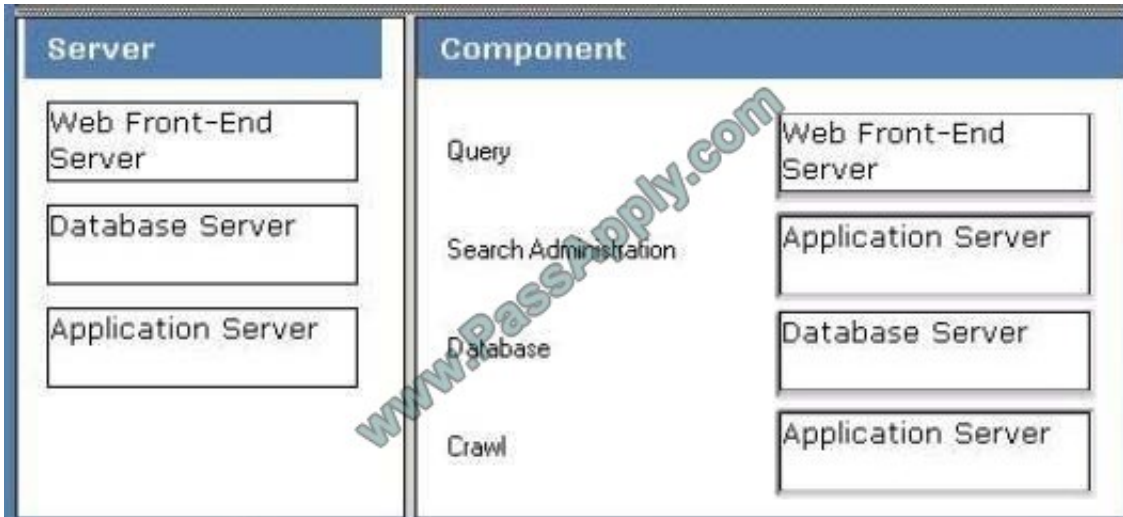 Server
Web Front-End
Server
Database Server
Application Server
Component
Query
Web Front-End
Server
Search Administration
Application Server
Database
Database Server
Crawl
Application Server
www.PassApply.com